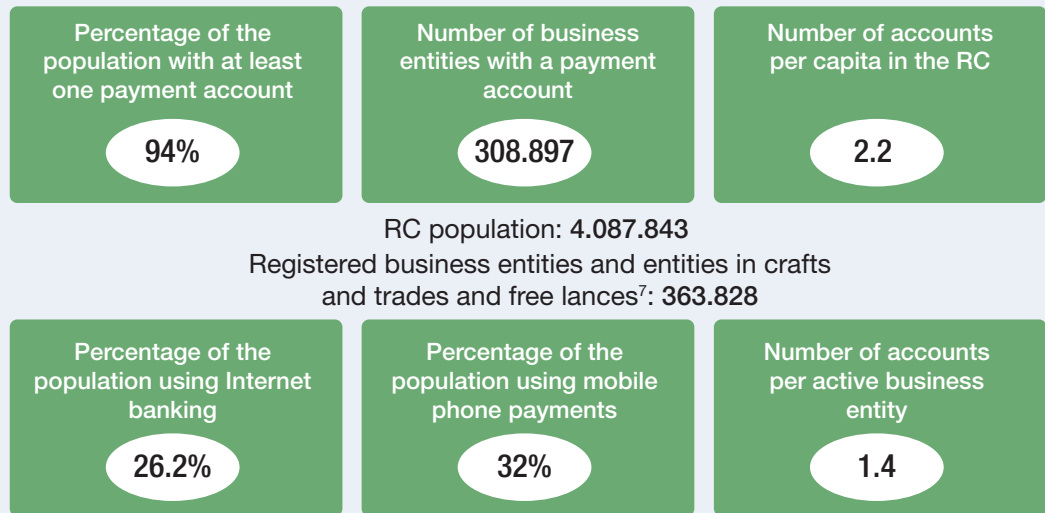 Percentage of the
population with at least
one payment account
94%
Number of business
entities with a payment
account
308.897
Number of accounts
per capita in the RC
2.2
RC population: 4.087.843
Registered business entities and entities in crafts
and trades and free lances7: 363.828
Percentage of the
population using Internet
banking
26.2%
Percentage of the
population using mobile
phone payments
32%
Number of accounts
per active business
entity
1.4